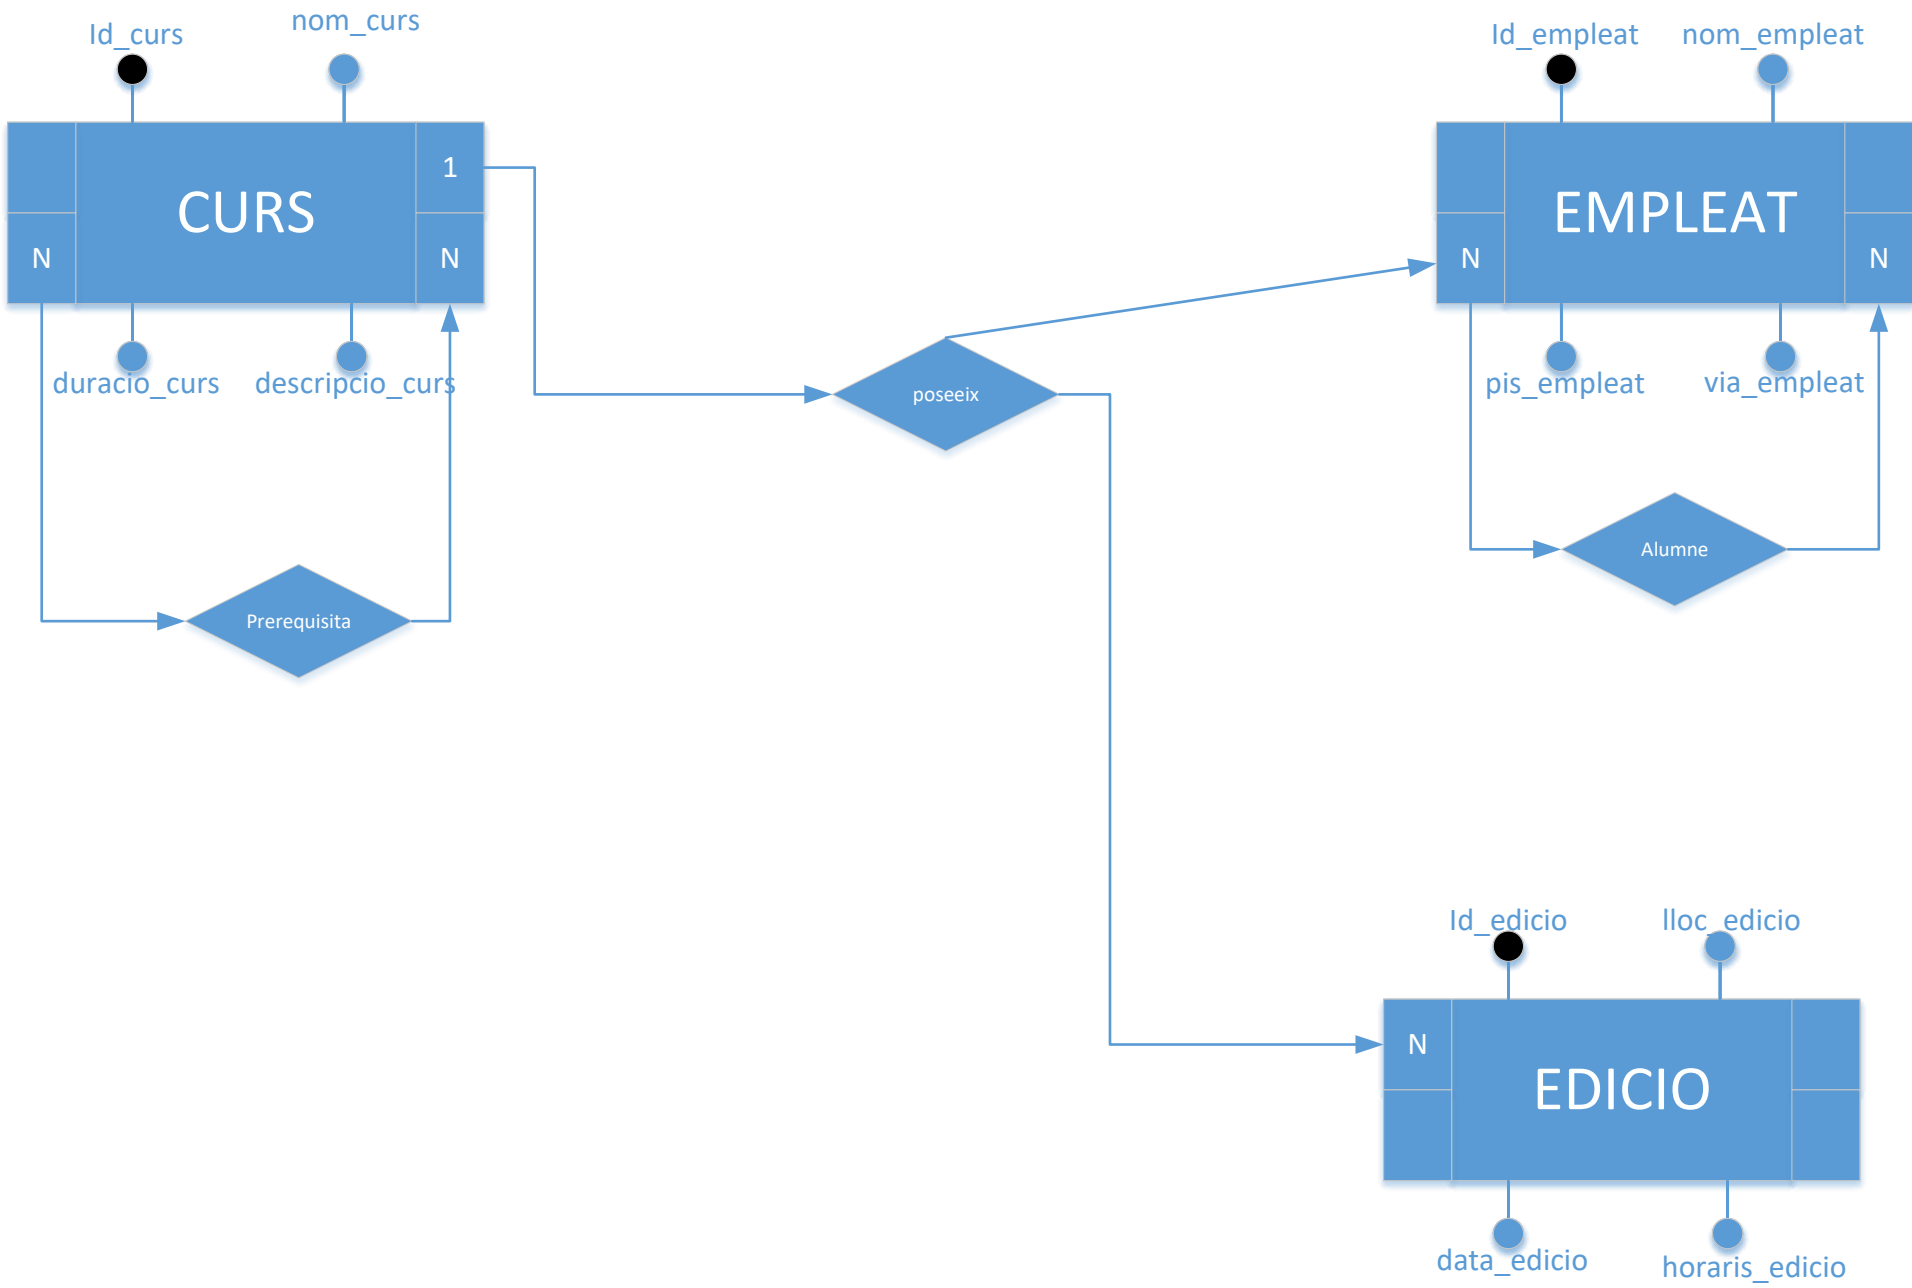 Id_curs
nom_curs
Id_empleat
nom_empleat
1
CURS
N
N
EMPLEAT
N
N
duracio_curs
descripcio_curs
poseeix
pis_empleat
via_empleat
Alumne
Prerequisita
Id_edicio
lloc_edicio
N
EDICIO
data_edicio
horaris_edicio